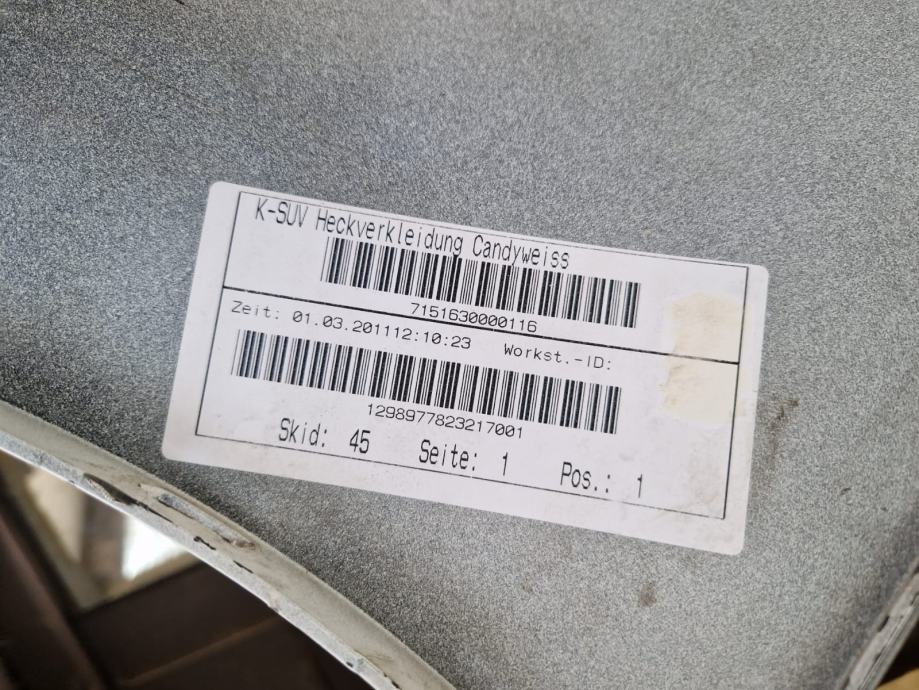 K-SUV Heckverkleidung Candyweiss
7151630000116
Zeit: 01.03.201112:10:23 Workst.-ID:
1298977823217001
Skid: 45 Seite: 1 Pos.: 1